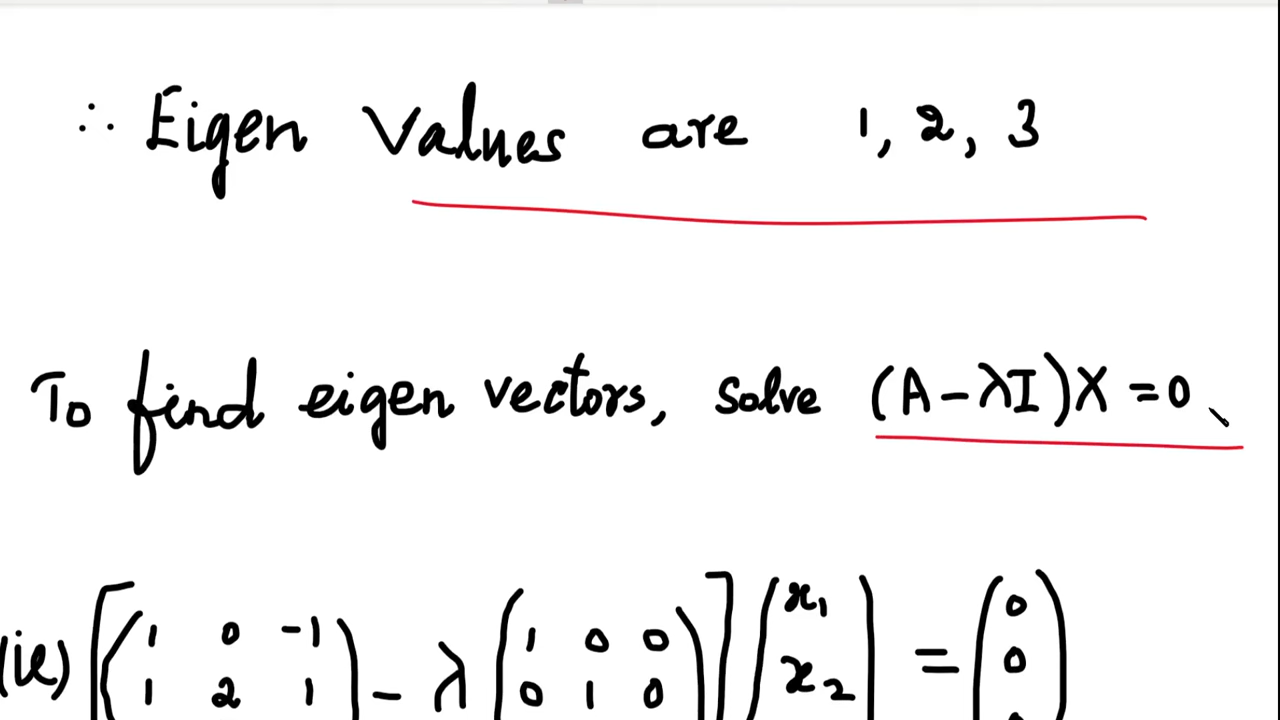 ∴ Eigen Values are 1, 2, 3
To find eigen vectors, solve (A-λI)X = 0
(ie) [(1 0 -1 - λ (1 0 0 )] (x₁ = (0
1 2 1 0 1 0 x₂ 0